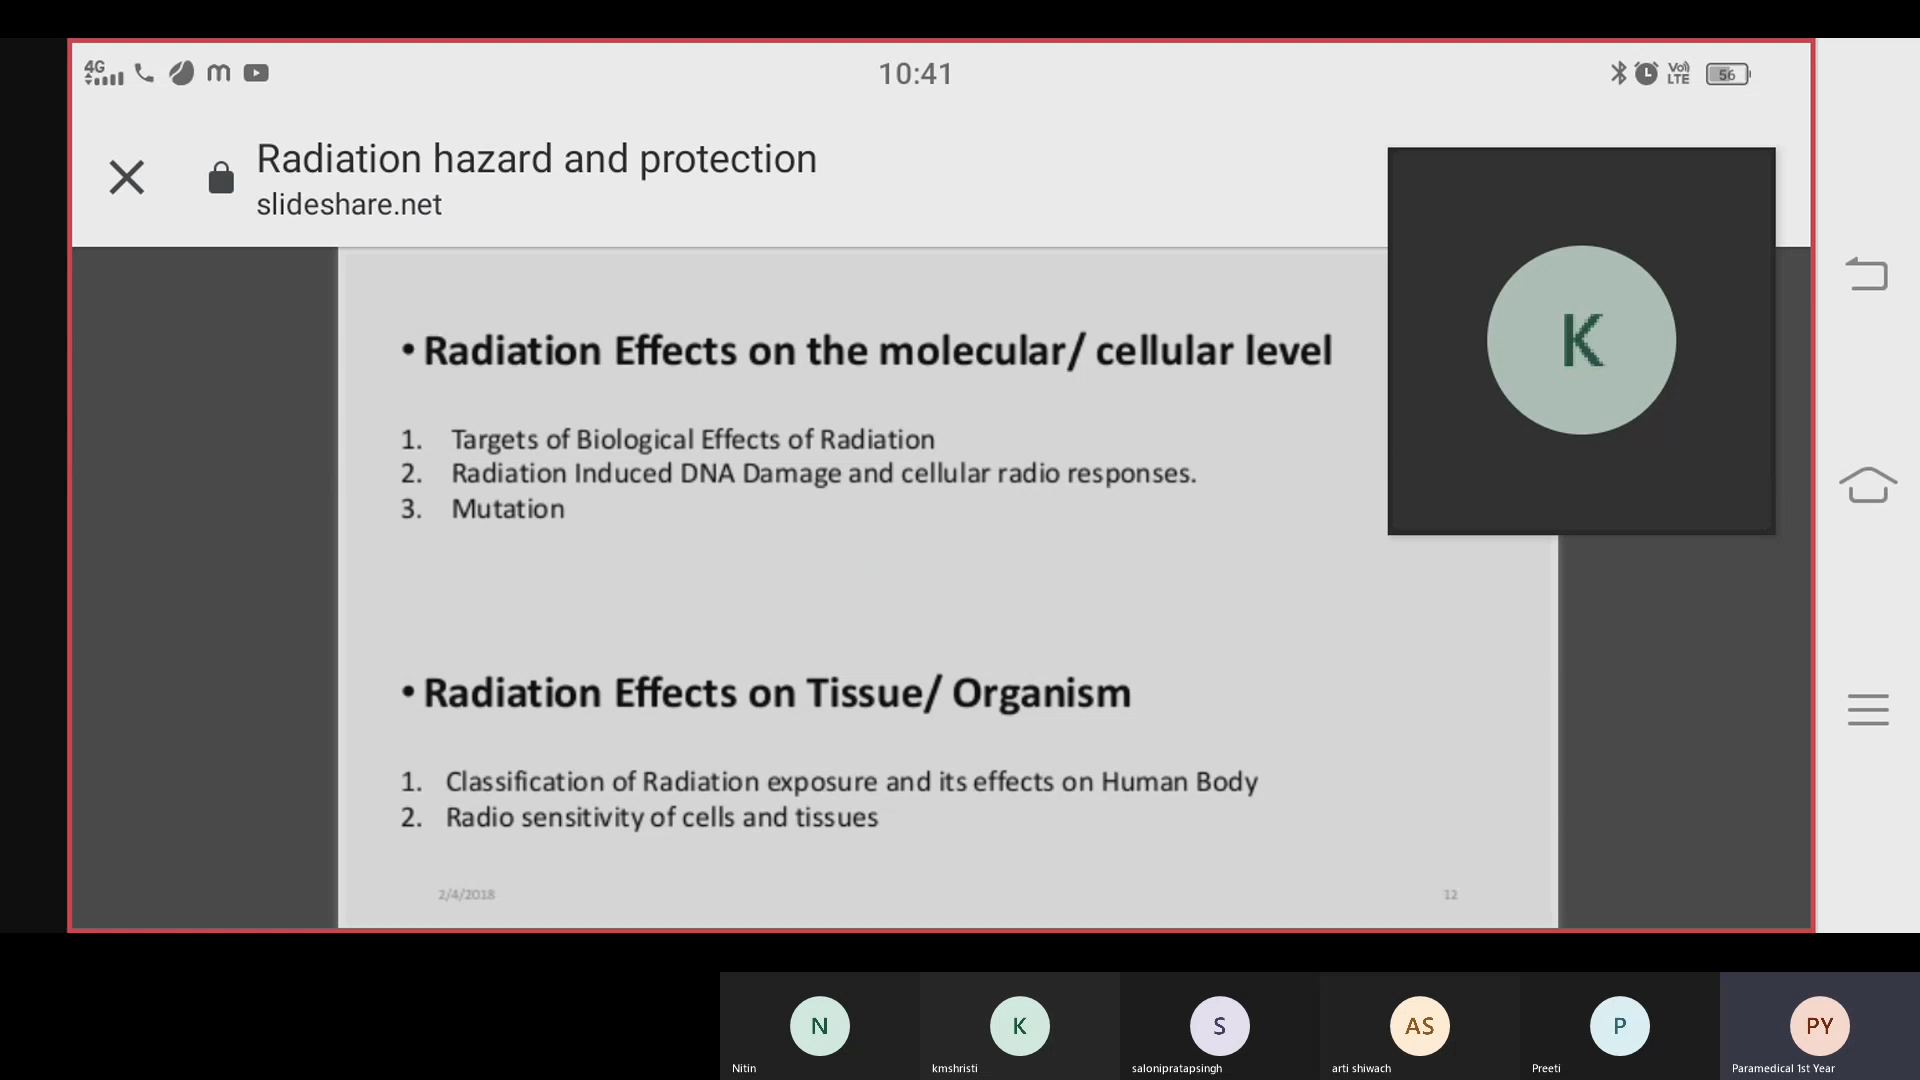 4G
10:41
Vo)) LTE
56
Radiation hazard and protection
slideshare.net
K
• Radiation Effects on the molecular/ cellular level
1. Targets of Biological Effects of Radiation
2. Radiation Induced DNA Damage and cellular radio responses.
3. Mutation
• Radiation Effects on Tissue/ Organism
1. Classification of Radiation exposure and its effects on Human Body
2. Radio sensitivity of cells and tissues
2/4/2018
12
N
K
S
AS
P
PY
Nitin
kmshristi
salonipratapsingh
arti shiwach
Preeti
Paramedical 1st Year